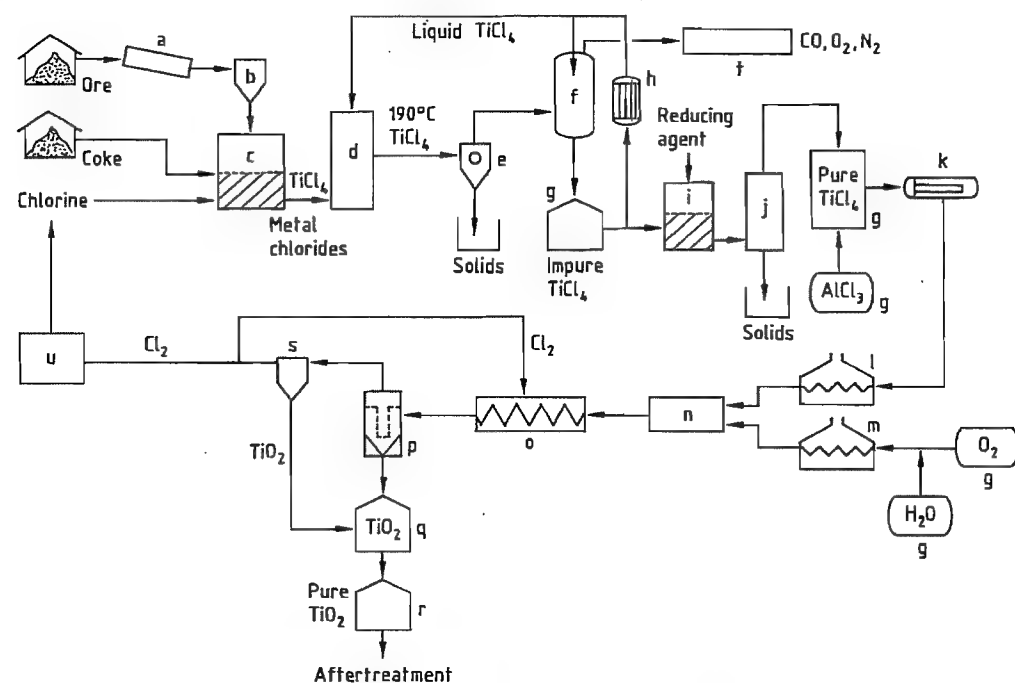 Liquid TiCl4
CO, O2, N2
t
a
Ore
b
f
h
Reducing
agent
Coke
c
d
190°C
TiCl4
e
k
Chlorine
TiCl4
Metal
chlorides
Solids
g
Impure
TiCl4
i
j
Pure
TiCl4
g
AlCl3
g
Solids
u
Cl2
s
Cl2
l
m
n
o
p
O2
g
H2O
g
TiO2
TiO2
q
Pure
TiO2
r
Aftertreatment